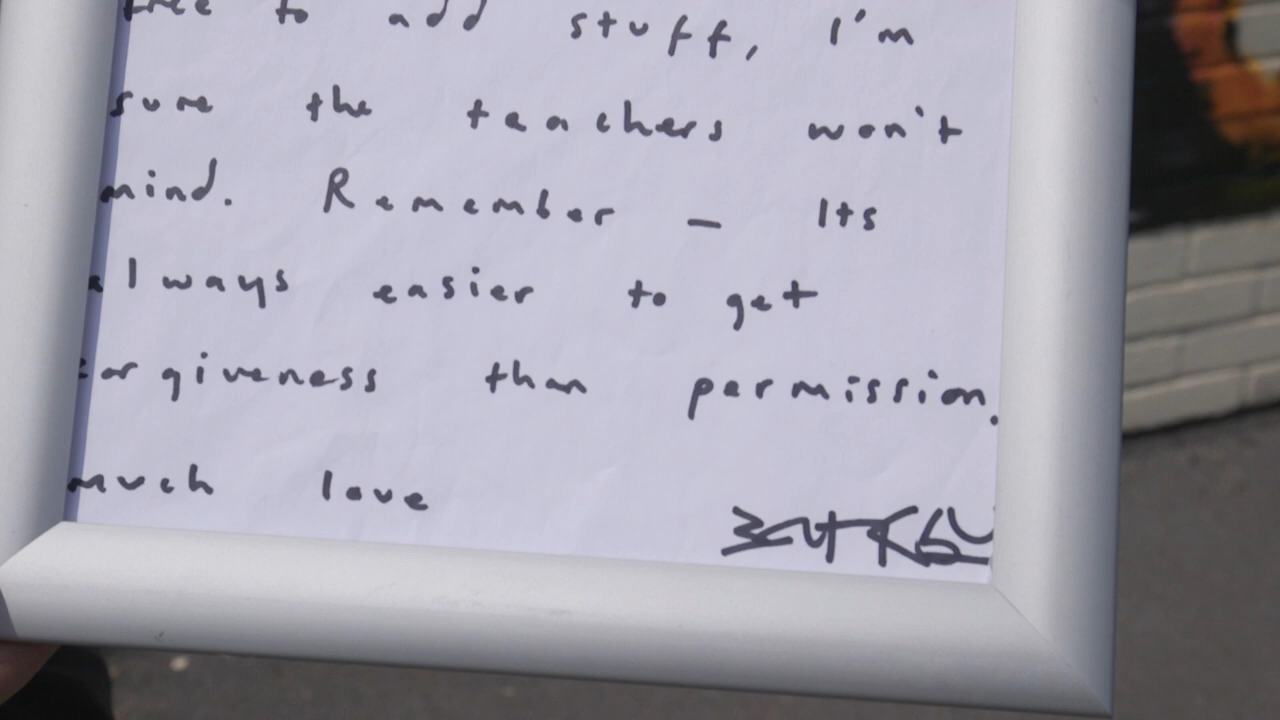 free to add stuff, I'm
sure the teachers won't
mind. Remember - Its
always easier to get
forgiveness than permission.
much love